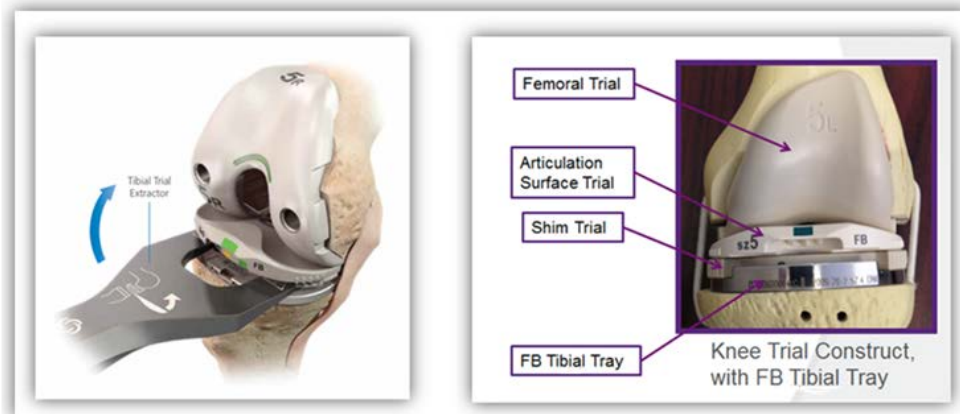 5R
Tibial Trial
Extractor
FB
Femoral Trial
5L
Articulation
Surface Trial
Shim Trial
sz5
FB
FB Tibial Tray
Knee Trial Construct,
with FB Tibial Tray